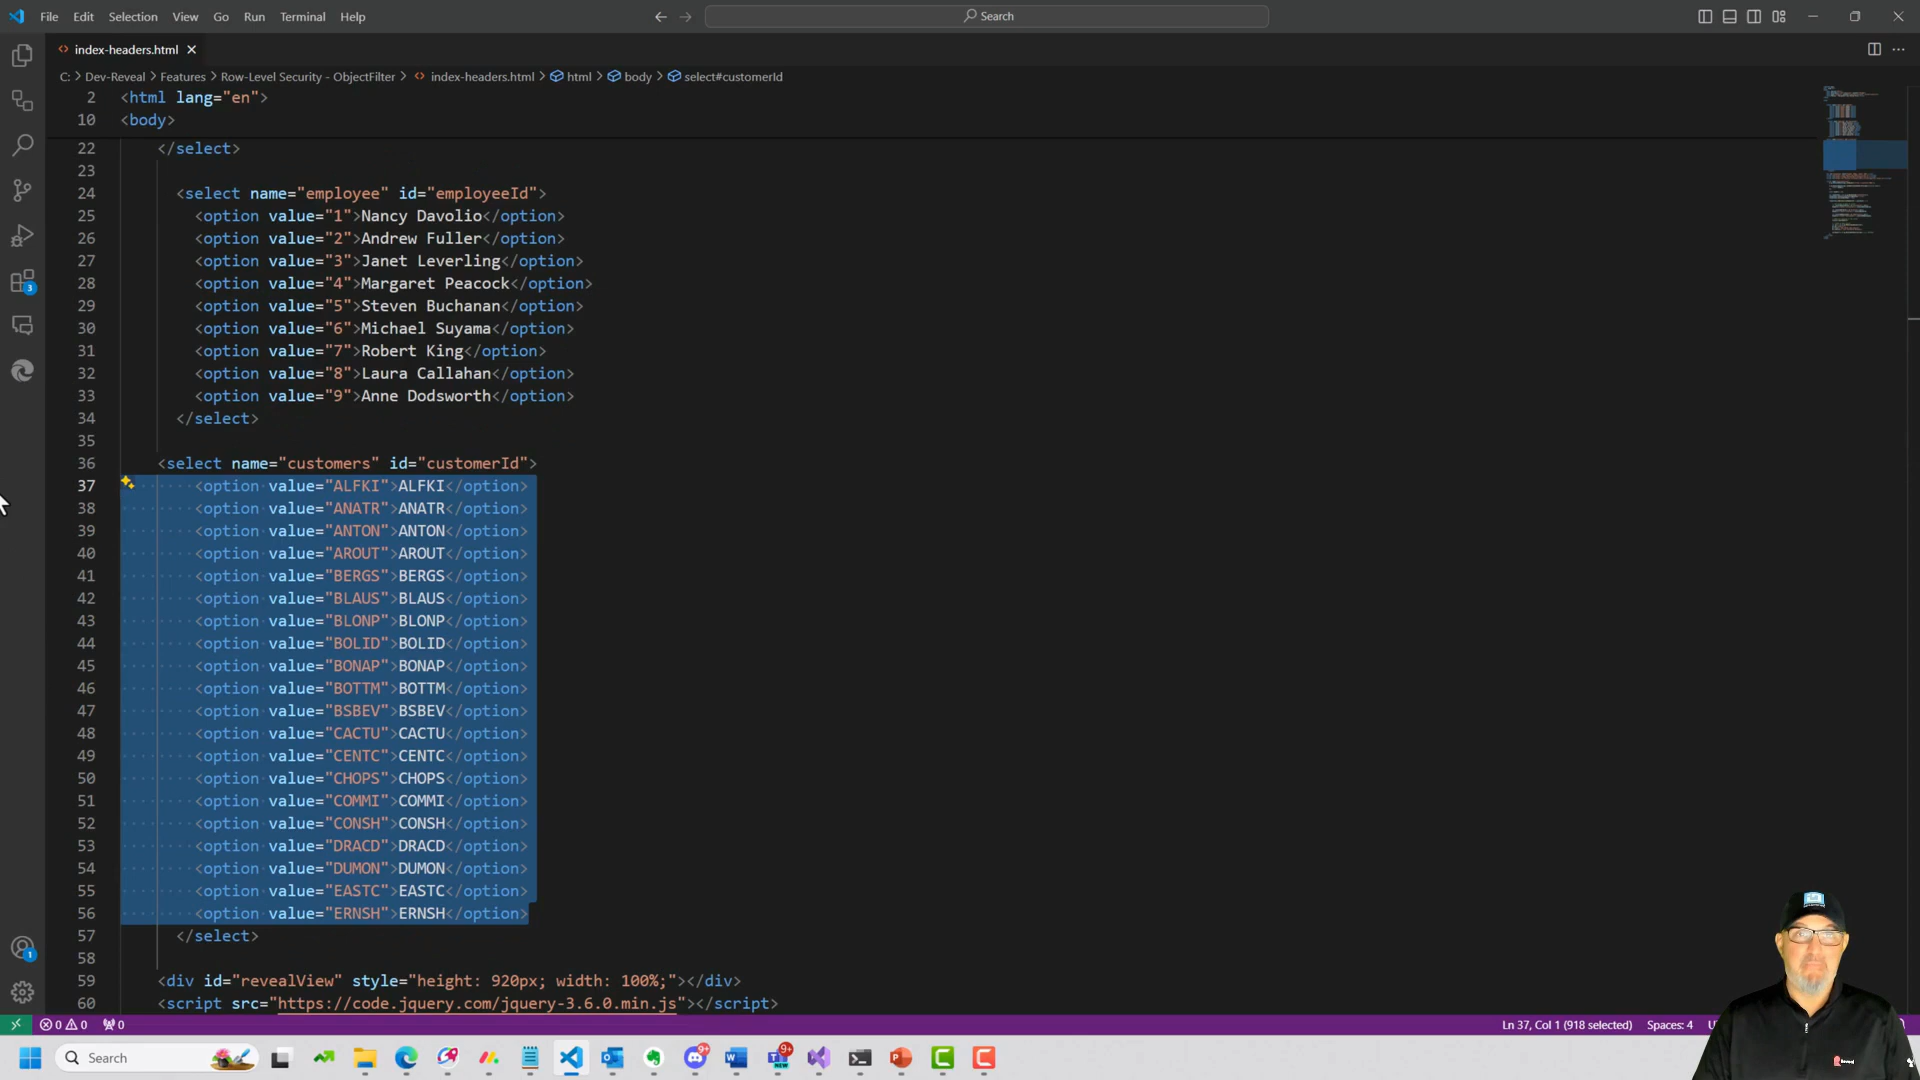 File Edit Selection View Go Run Terminal Help
Search
index-headers.html
C: > Dev-Reveal > Features > Row-Level Security - ObjectFilter > index-headers.html > html > body > select#customerId
2 <html lang="en">
10 <body>
22 </select>
23
24 <select name="employee" id="employeeId">
25 <option value="1">Nancy Davolio</option>
26 <option value="2">Andrew Fuller</option>
27 <option value="3">Janet Leverling</option>
28 <option value="4">Margaret Peacock</option>
29 <option value="5">Steven Buchanan</option>
30 <option value="6">Michael Suyama</option>
31 <option value="7">Robert King</option>
32 <option value="8">Laura Callahan</option>
33 <option value="9">Anne Dodsworth</option>
34 </select>
35
36 <select name="customers" id="customerId">
37 <option value="ALFKI">ALFKI</option>
38 <option value="ANATR">ANATR</option>
39 <option value="ANTON">ANTON</option>
40 <option value="AROUT">AROUT</option>
41 <option value="BERGS">BERGS</option>
42 <option value="BLAUS">BLAUS</option>
43 <option value="BLONP">BLONP</option>
44 <option value="BOLID">BOLID</option>
45 <option value="BONAP">BONAP</option>
46 <option value="BOTTM">BOTTM</option>
47 <option value="BSBEV">BSBEV</option>
48 <option value="CACTU">CACTU</option>
49 <option value="CENTC">CENTC</option>
50 <option value="CHOPS">CHOPS</option>
51 <option value="COMMI">COMMI</option>
52 <option value="CONSH">CONSH</option>
53 <option value="DRACD">DRACD</option>
54 <option value="DUMON">DUMON</option>
55 <option value="EASTC">EASTC</option>
56 <option value="ERNSH">ERNSH</option>
57 </select>
58
59 <div id="revealView" style="height: 920px; width: 100%;"></div>
60 <script src="https://code.jquery.com/jquery-3.6.0.min.js"></script>
3
1
0 0 0 Ln 37, Col 1 (918 selected) Spaces: 4
Search 9+ 9+ NEW